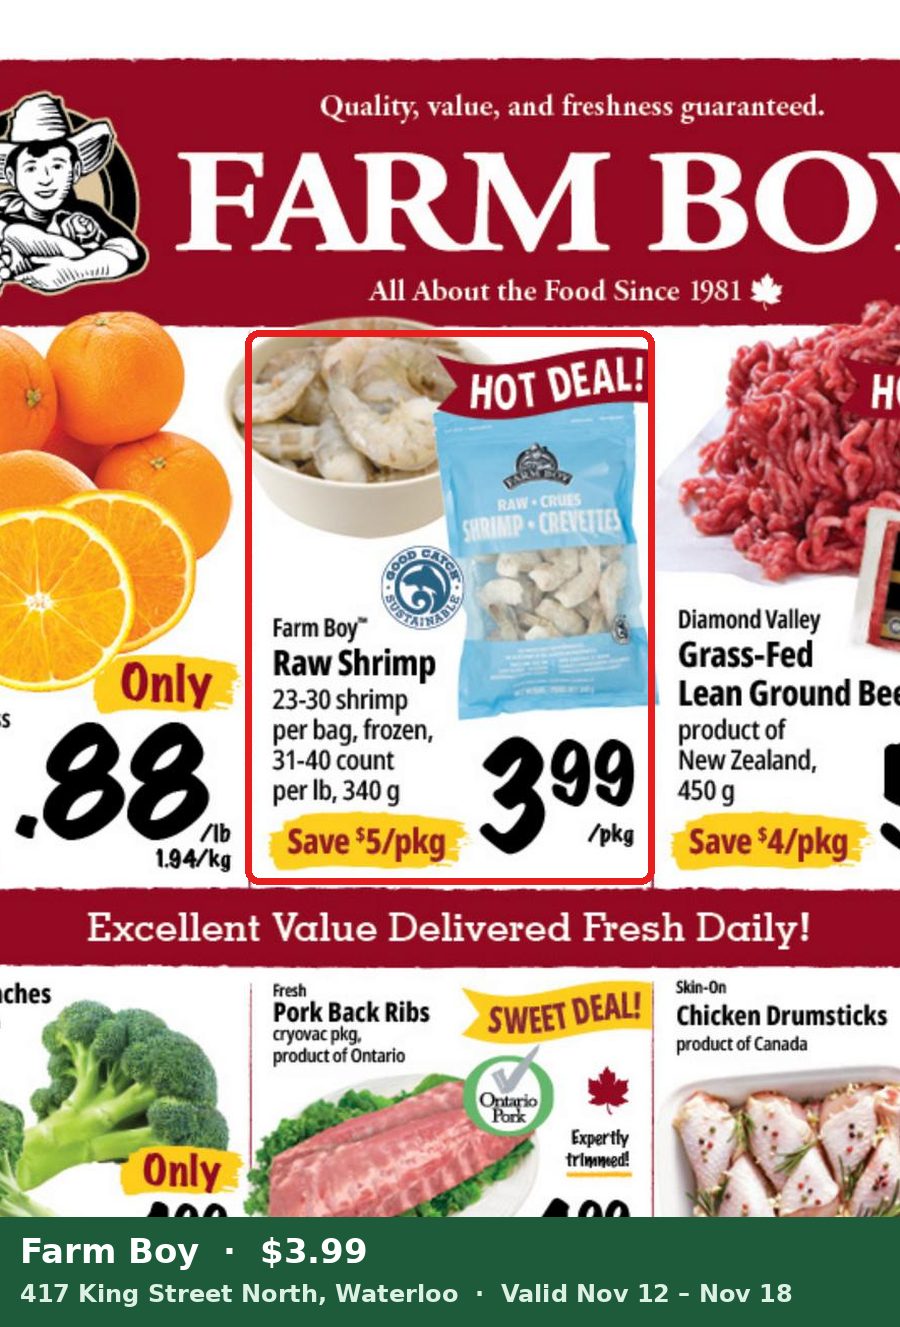 Quality, value, and freshness guaranteed.
FARM BOY
All About the Food Since 1981
Only
.88
/lb
1.94/kg
HOT DEAL!
FARM BOY
RAW • CRUES
SHRIMP • CREVETTES
GOOD CATCH
SUSTAINABLE
Farm Boy™
Raw Shrimp
23-30 shrimp
per bag, frozen,
31-40 count
per lb, 340 g
Save $5/pkg
3.99
/pkg
Diamond Valley
Grass-Fed
Lean Ground
product of
New Zealand,
450 g
Save $4/pkg
Excellent Value Delivered Fresh Daily!
Only
Fresh
Pork Back Ribs
cryovac pkg,
product of Ontario
SWEET DEAL!
Ontario
Pork
Expertly
trimmed!
Skin-On
Chicken Drumsticks
product of Canada
Farm Boy · $3.99
417 King Street North, Waterloo · Valid Nov 12 – Nov 18